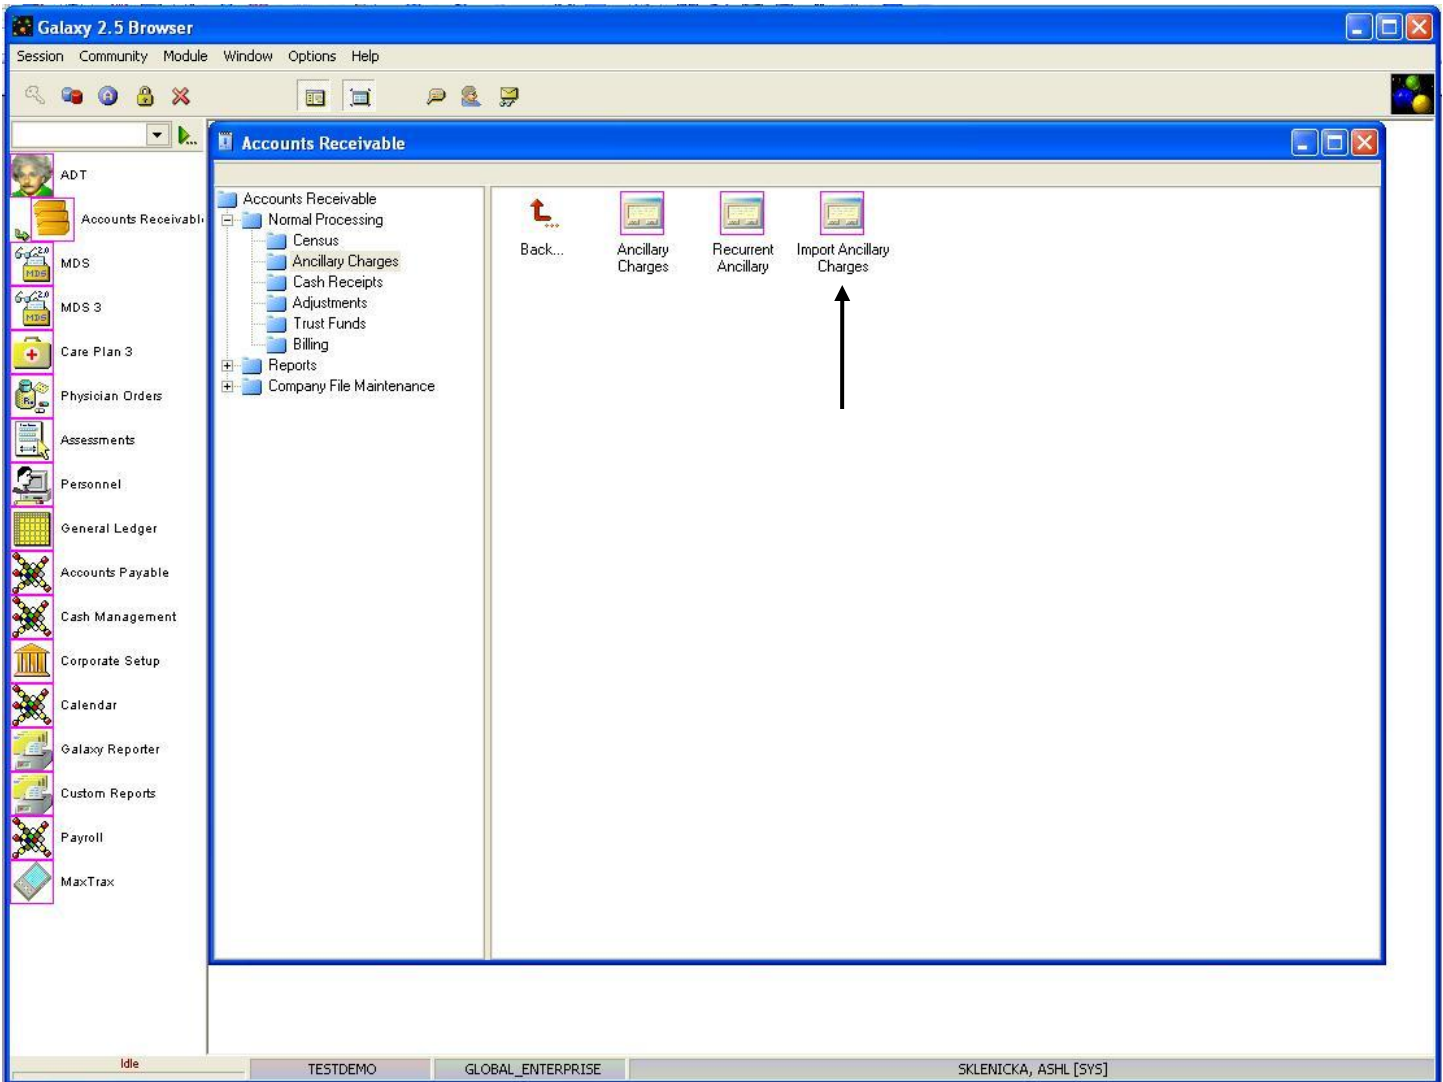 Galaxy 2.5 Browser
Session Community Module Window Options Help
Accounts Receivable
ADT
Accounts Receivabl
MDS
MDS 3
Care Plan 3
Physician Orders
Assessments
Personnel
General Ledger
Accounts Payable
Cash Management
Corporate Setup
Calendar
Galaxy Reporter
Custom Reports
Payroll
MaxTrax
Accounts Receivable
Normal Processing
Census
Ancillary Charges
Cash Receipts
Adjustments
Trust Funds
Billing
Reports
Company File Maintenance
Back...
Ancillary
Charges
Recurrent
Ancillary
Import Ancillary
Charges
Idle
TESTDEMO
GLOBAL_ENTERPRISE
SKLENICKA, ASHL [SYS]